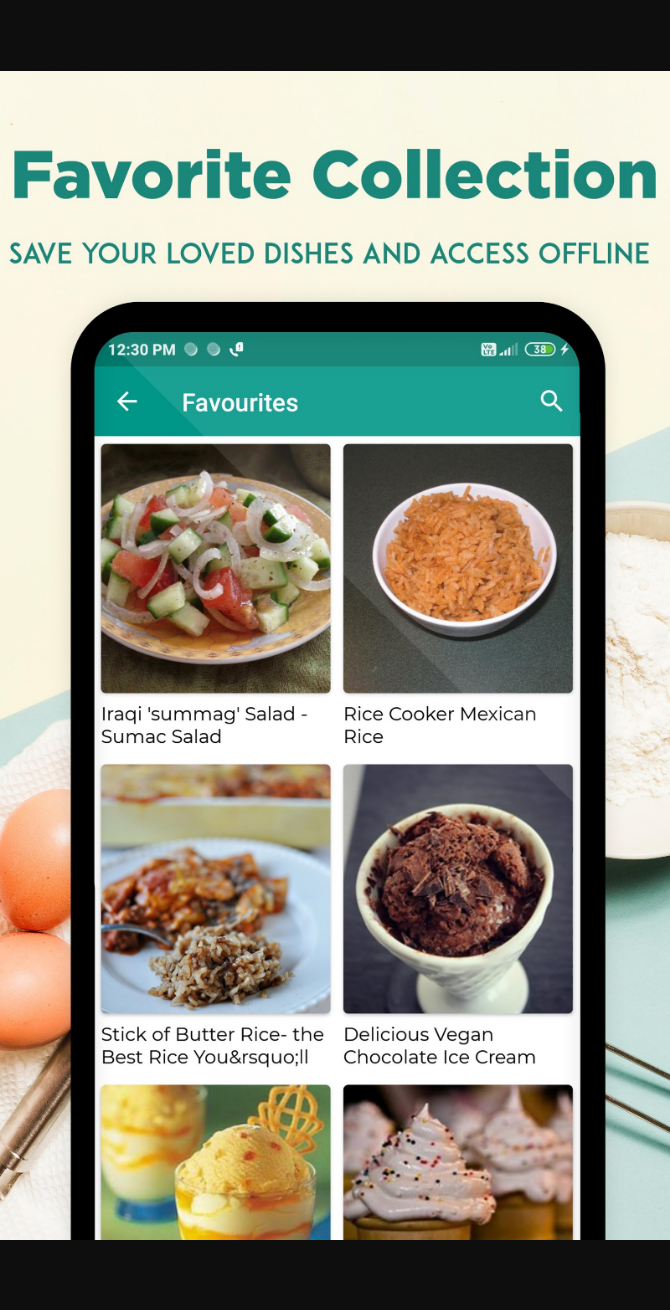 Favorite Collection
SAVE YOUR LOVED DISHES AND ACCESS OFFLINE
12:30 PM
Vo LTE
38
Favourites
Iraqi 'summag' Salad -
Sumac Salad
Rice Cooker Mexican
Rice
Stick of Butter Rice- the
Best Rice You&rsquo;ll
Delicious Vegan
Chocolate Ice Cream